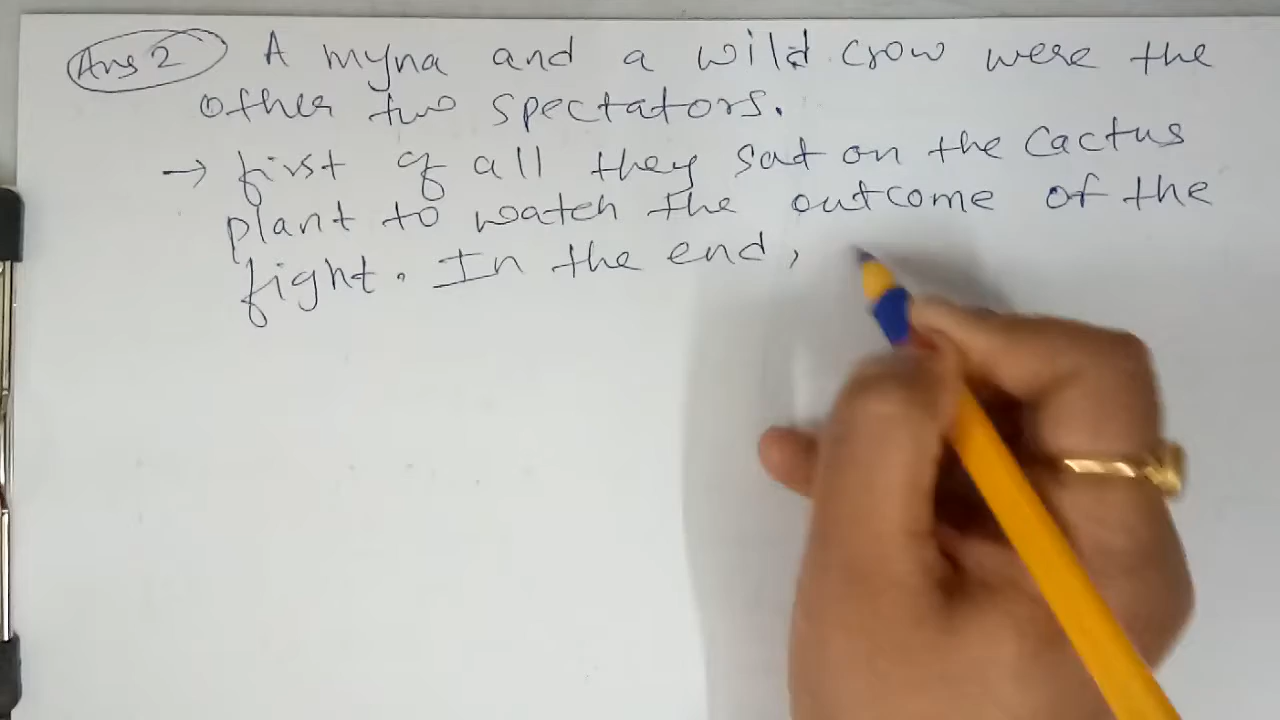 Ans 2 A myna and a wild crow were the
other two spectators.
→ first of all they sat on the cactus
plant to watch the outcome of the
fight. In the end,